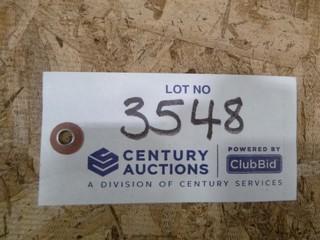 LOT NO
3548
CENTURY AUCTIONS
POWERED BY
ClubBid
A DIVISION OF CENTURY SERVICES